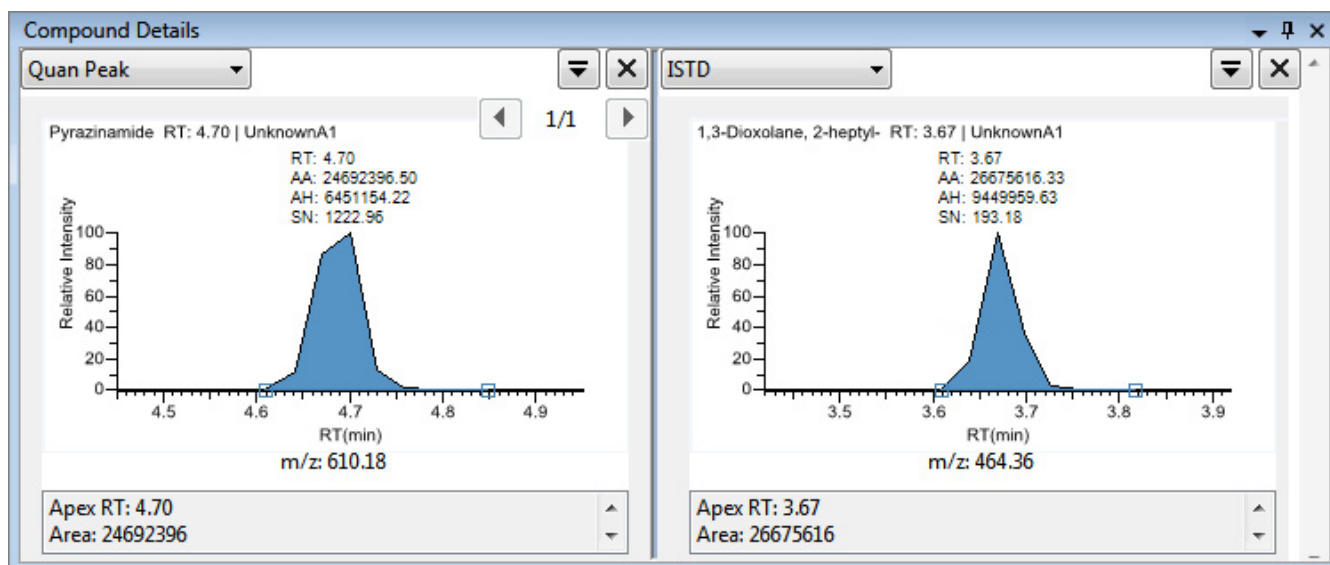 Compound Details
Quan Peak
1/1
Pyrazinamide RT: 4.70 | UnknownA1
RT: 4.70
AA: 24692396.50
AH: 6451154.22
SN: 1222.96
Relative Intensity
100
80
60
40
20
0
4.5 4.6 4.7 4.8 4.9
RT(min)
m/z: 610.18
Apex RT: 4.70
Area: 24692396
ISTD
1,3-Dioxolane, 2-heptyl- RT: 3.67 | UnknownA1
RT: 3.67
AA: 26675616.33
AH: 9449959.63
SN: 193.18
Relative Intensity
100
80
60
40
20
0
3.5 3.6 3.7 3.8 3.9
RT(min)
m/z: 464.36
Apex RT: 3.67
Area: 26675616